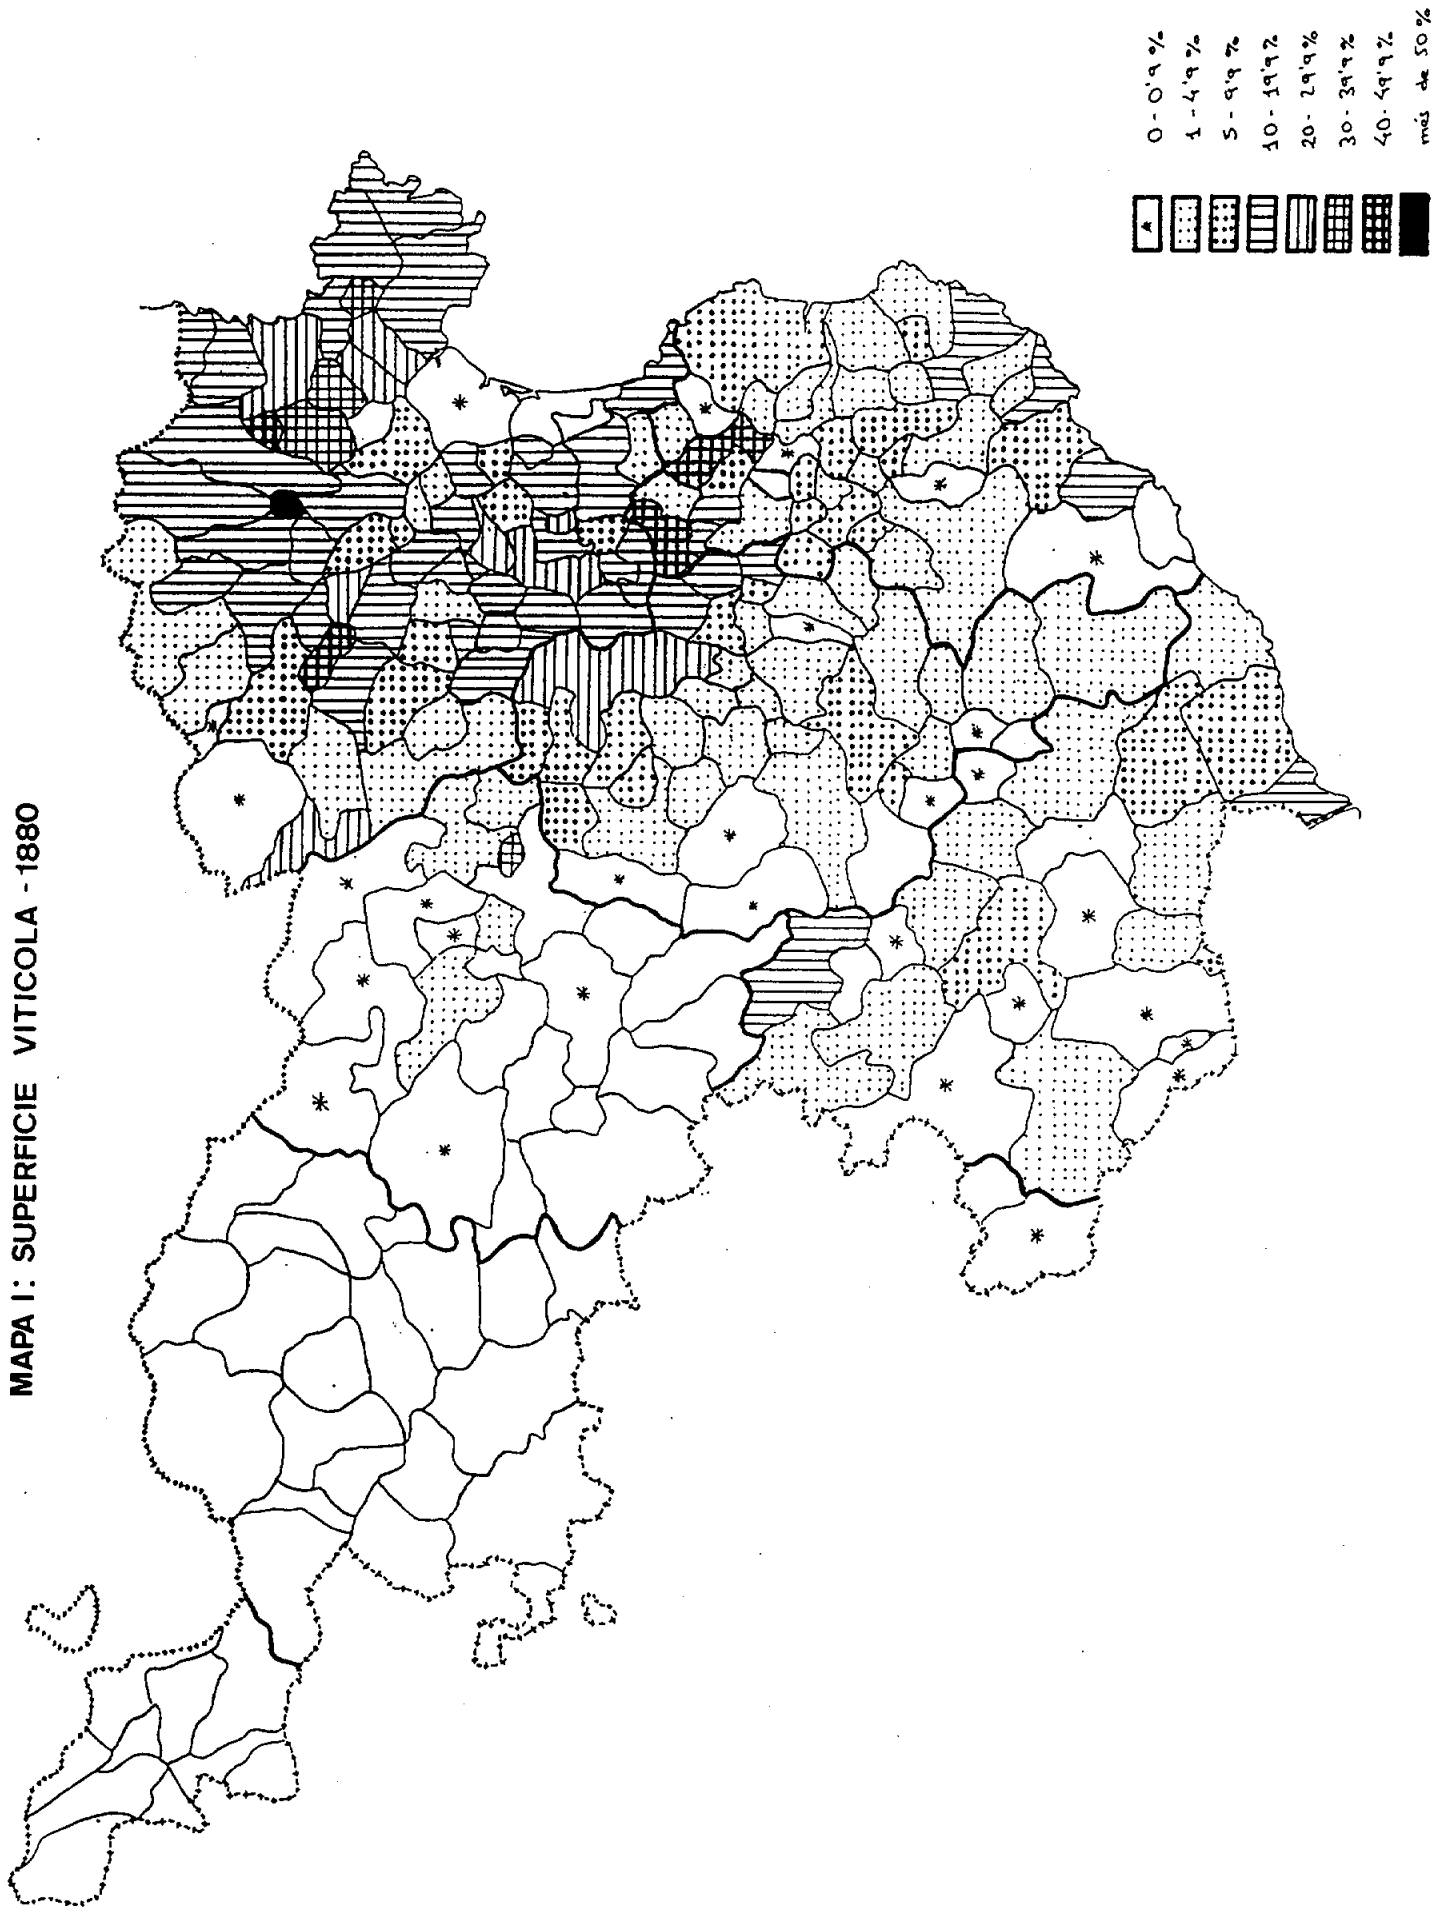 MAPA I: SUPERFICIE VITICOLA - 1880
0 - 0'9 %
1 - 4'9 %
5 - 9'9 %
10 - 19'9 %
20 - 29'9 %
30 - 39'9 %
40 - 49'9 %
més de 50 %